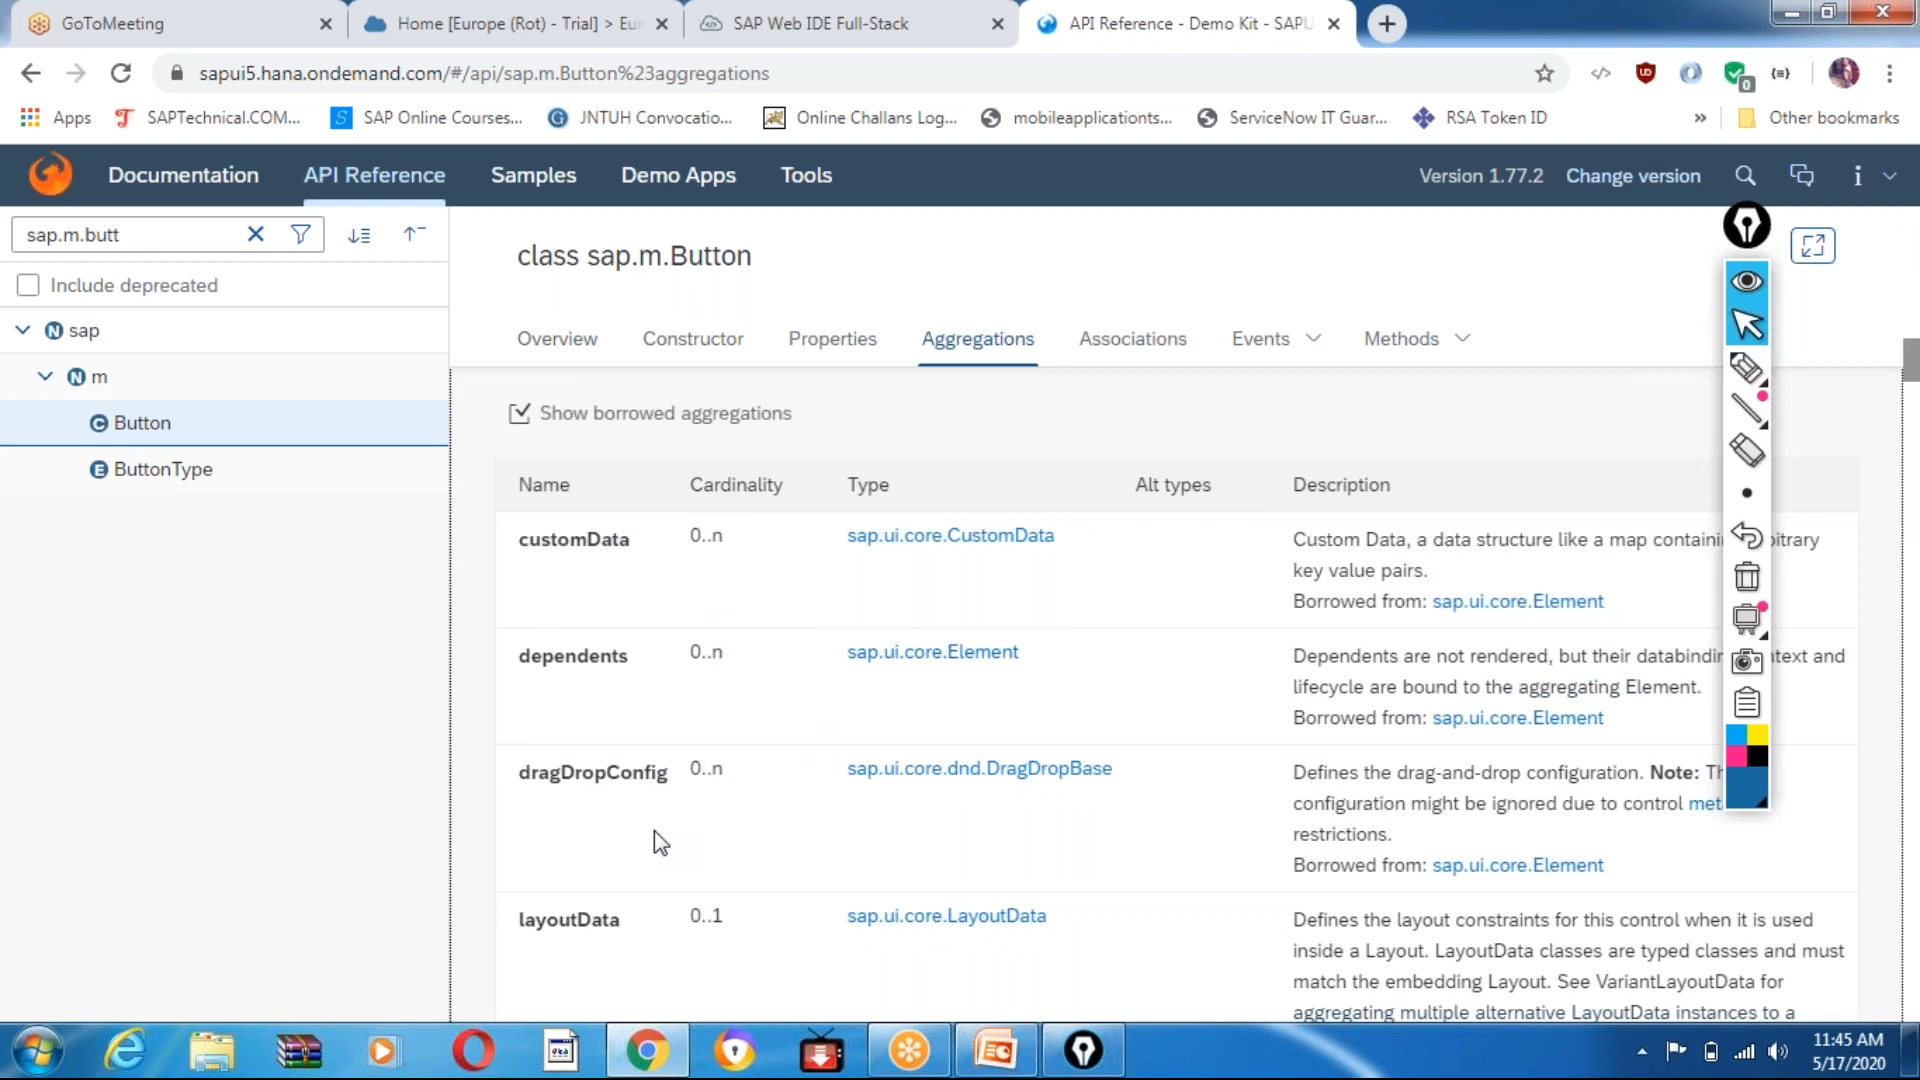 GoToMeeting
Home [Europe (Rot) - Trial] > Eur
SAP Web IDE Full-Stack
API Reference - Demo Kit - SAPU
sapui5.hana.ondemand.com/#/api/sap.m.Button%23aggregations
Apps
SAPTechnical.COM...
SAP Online Courses...
JNTUH Convocatio...
Online Challans Log...
mobileapplicationts...
ServiceNow IT Guar...
RSA Token ID
»
Other bookmarks
Documentation
API Reference
Samples
Demo Apps
Tools
Version 1.77.2
Change version
sap.m.butt
Include deprecated
N sap
N m
C Button
E ButtonType
class sap.m.Button
Overview
Constructor
Properties
Aggregations
Associations
Events
Methods
Show borrowed aggregations
Name Cardinality Type Alt types Description
customData 0..n sap.ui.core.CustomData Custom Data, a data structure like a map containi bitrary
key value pairs.
Borrowed from: sap.ui.core.Element
dependents 0..n sap.ui.core.Element Dependents are not rendered, but their databindin text and
lifecycle are bound to the aggregating Element.
Borrowed from: sap.ui.core.Element
dragDropConfig 0..n sap.ui.core.dnd.DragDropBase Defines the drag-and-drop configuration. Note: Th
configuration might be ignored due to control met
restrictions.
Borrowed from: sap.ui.core.Element
layoutData 0..1 sap.ui.core.LayoutData Defines the layout constraints for this control when it is used
inside a Layout. LayoutData classes are typed classes and must
match the embedding Layout. See VariantLayoutData for
aggregating multiple alternative LayoutData instances to a
11:45 AM
5/17/2020